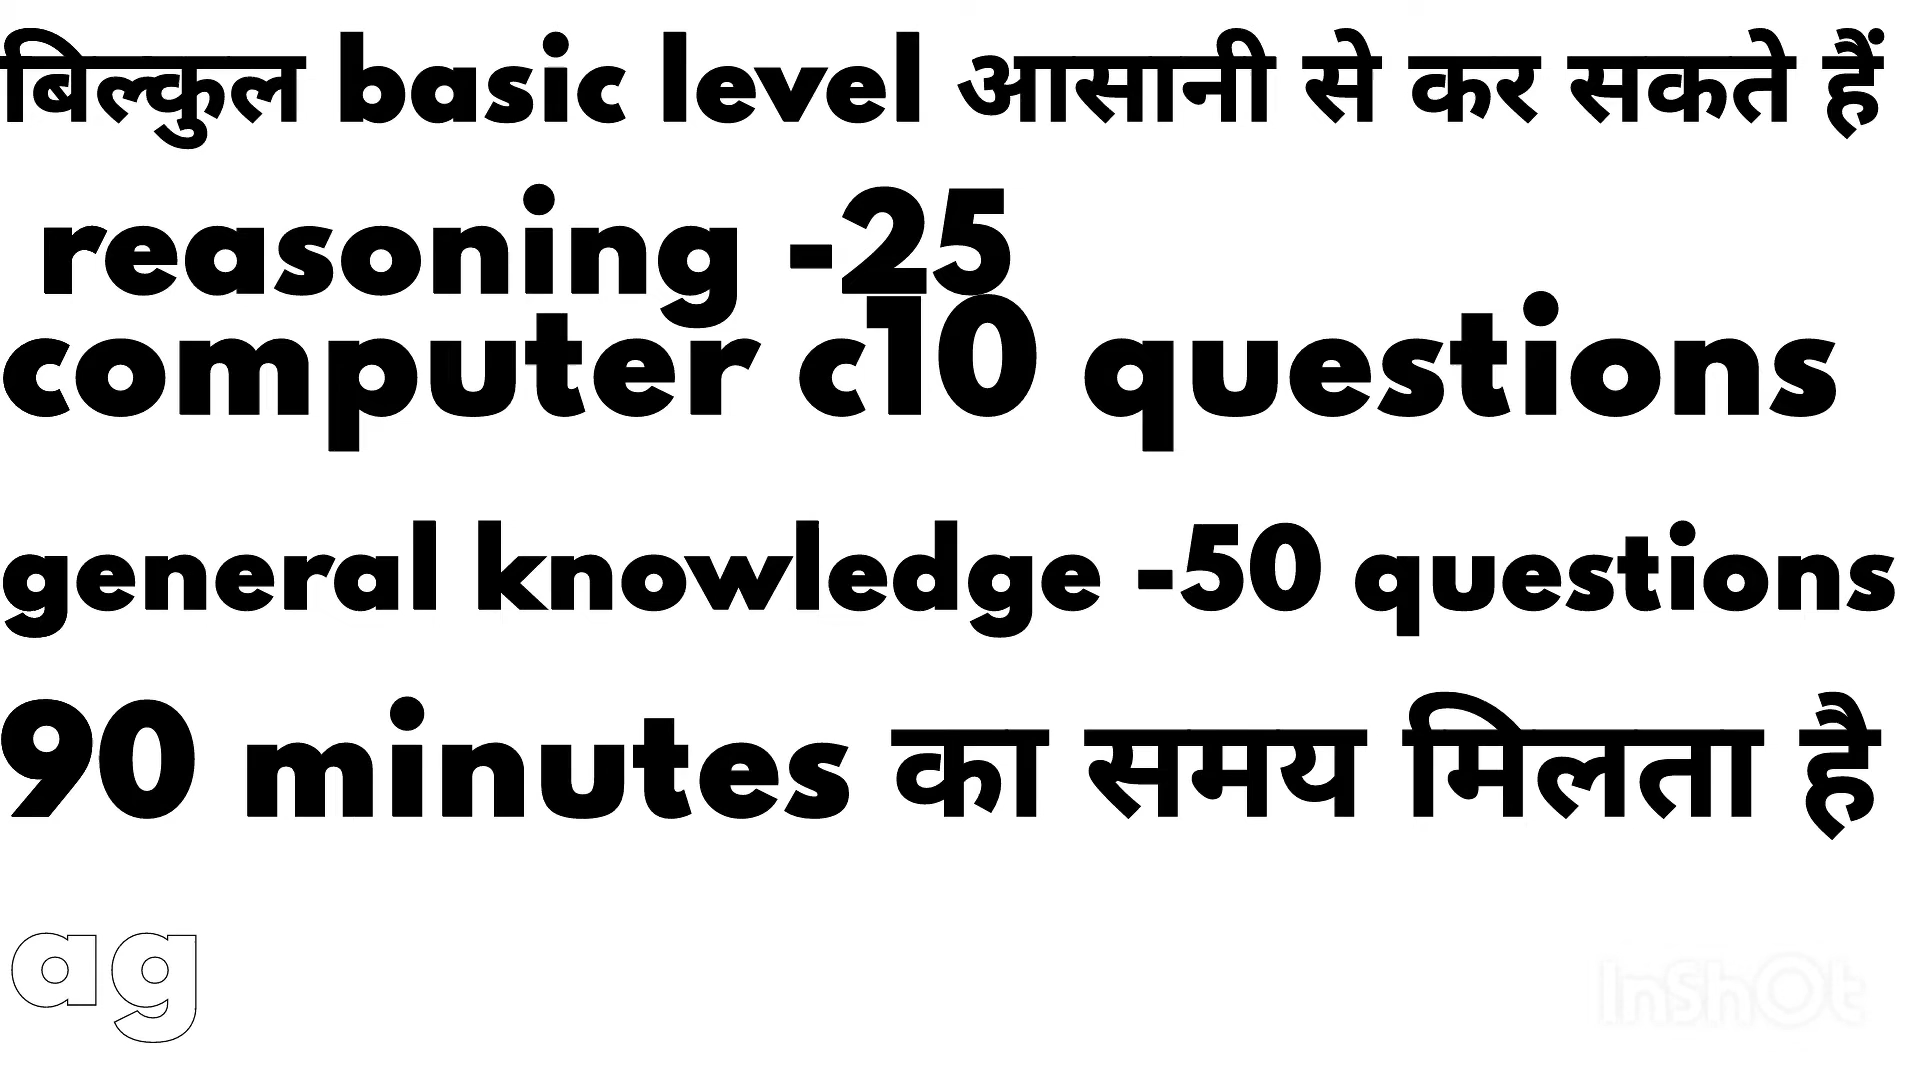 बिल्कुल basic level आसानी से कर सकते हैं
reasoning -25
computer c10 questions
general knowledge -50 questions
90 minutes का समय मिलता है
ag
InShOt